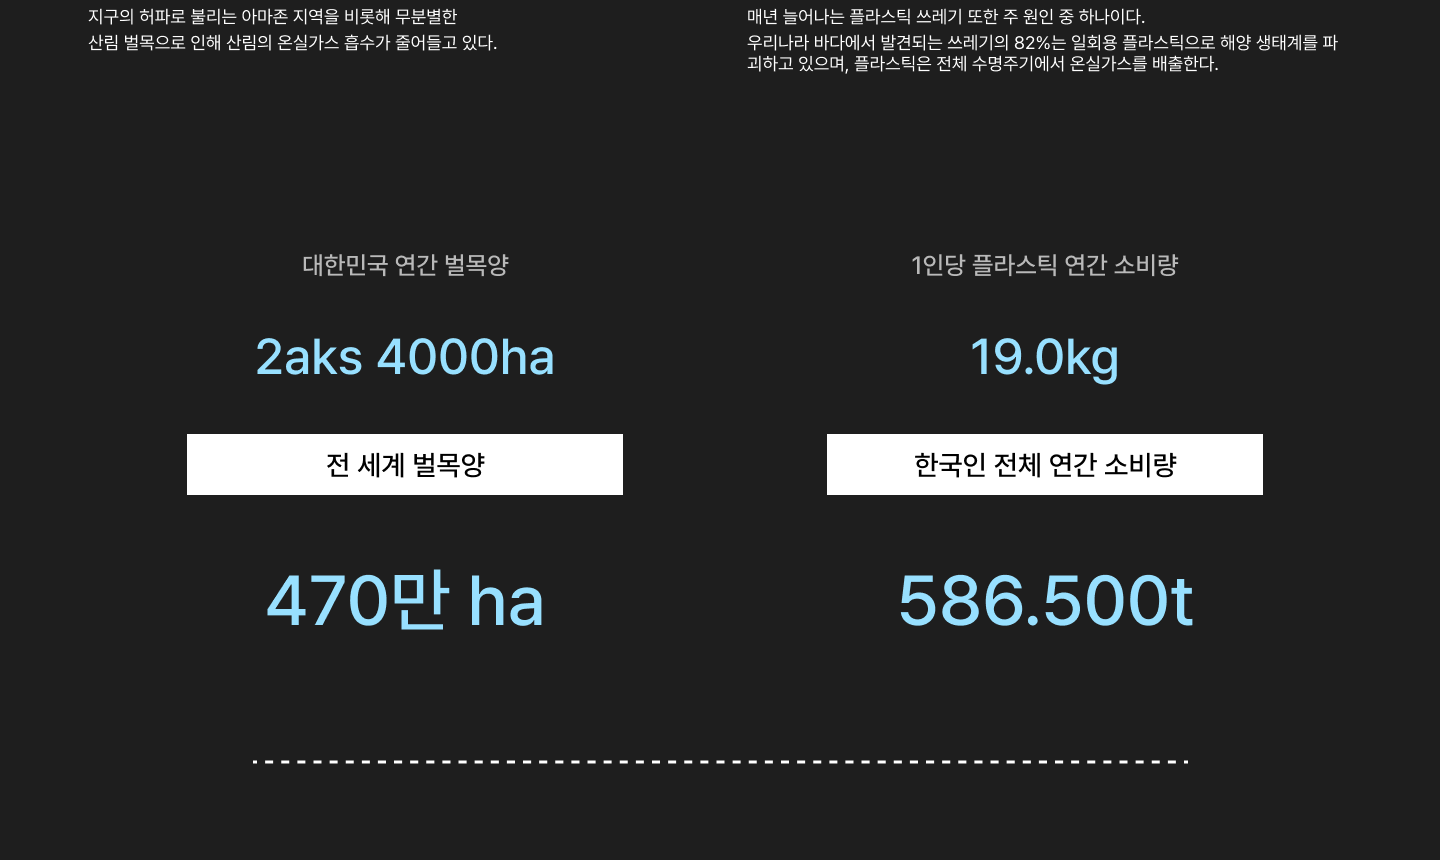 지구의 허파로 불리는 아마존 지역을 비롯해 무분별한
산림 벌목으로 인해 산림의 온실가스 흡수가 줄어들고 있다.
매년 늘어나는 플라스틱 쓰레기 또한 주 원인 중 하나이다.
우리나라 바다에서 발견되는 쓰레기의 82%는 일회용 플라스틱으로 해양 생태계를 파
괴하고 있으며, 플라스틱은 전체 수명주기에서 온실가스를 배출한다.
대한민국 연간 벌목양
2aks 4000ha
전 세계 벌목양
470만 ha
1인당 플라스틱 연간 소비량
19.0kg
한국인 전체 연간 소비량
586.500t